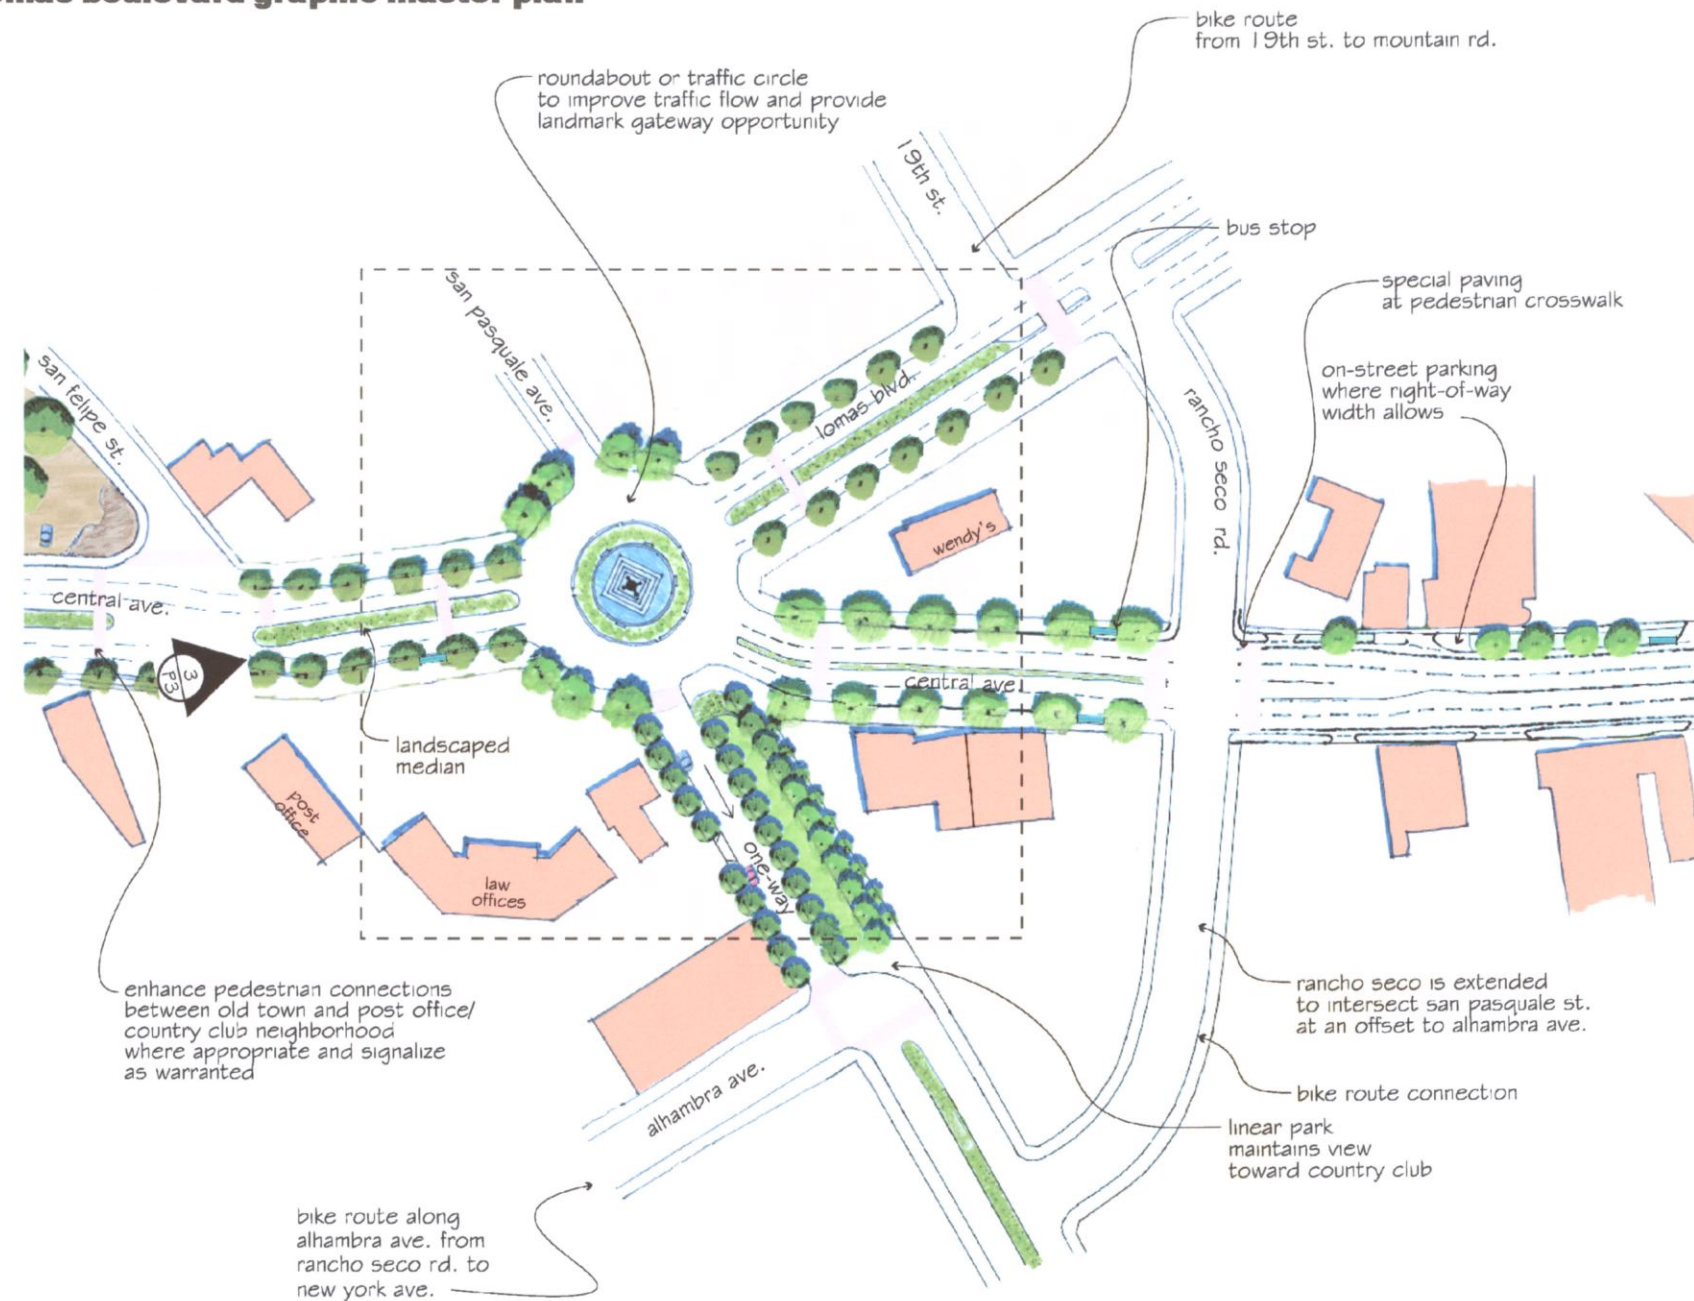 boulevard graphic master plan
bike route
from 19th st. to mountain rd.
roundabout or traffic circle
to improve traffic flow and provide
landmark gateway opportunity
19th st.
bus stop
special paving
at pedestrian crosswalk
san pasquale ave.
on-street parking
where right-of-way
width allows
san felipe st.
lomas blvd.
rancho seco rd.
wendy's
central ave.
3
P3
central ave.
landscaped
median
post
office
law
offices
one-way
enhance pedestrian connections
between old town and post office/
country club neighborhood
where appropriate and signalize
as warranted
rancho seco is extended
to intersect san pasquale st.
at an offset to alhambra ave.
alhambra ave.
bike route connection
linear park
maintains view
toward country club
bike route along
alhambra ave. from
rancho seco rd. to
new york ave.